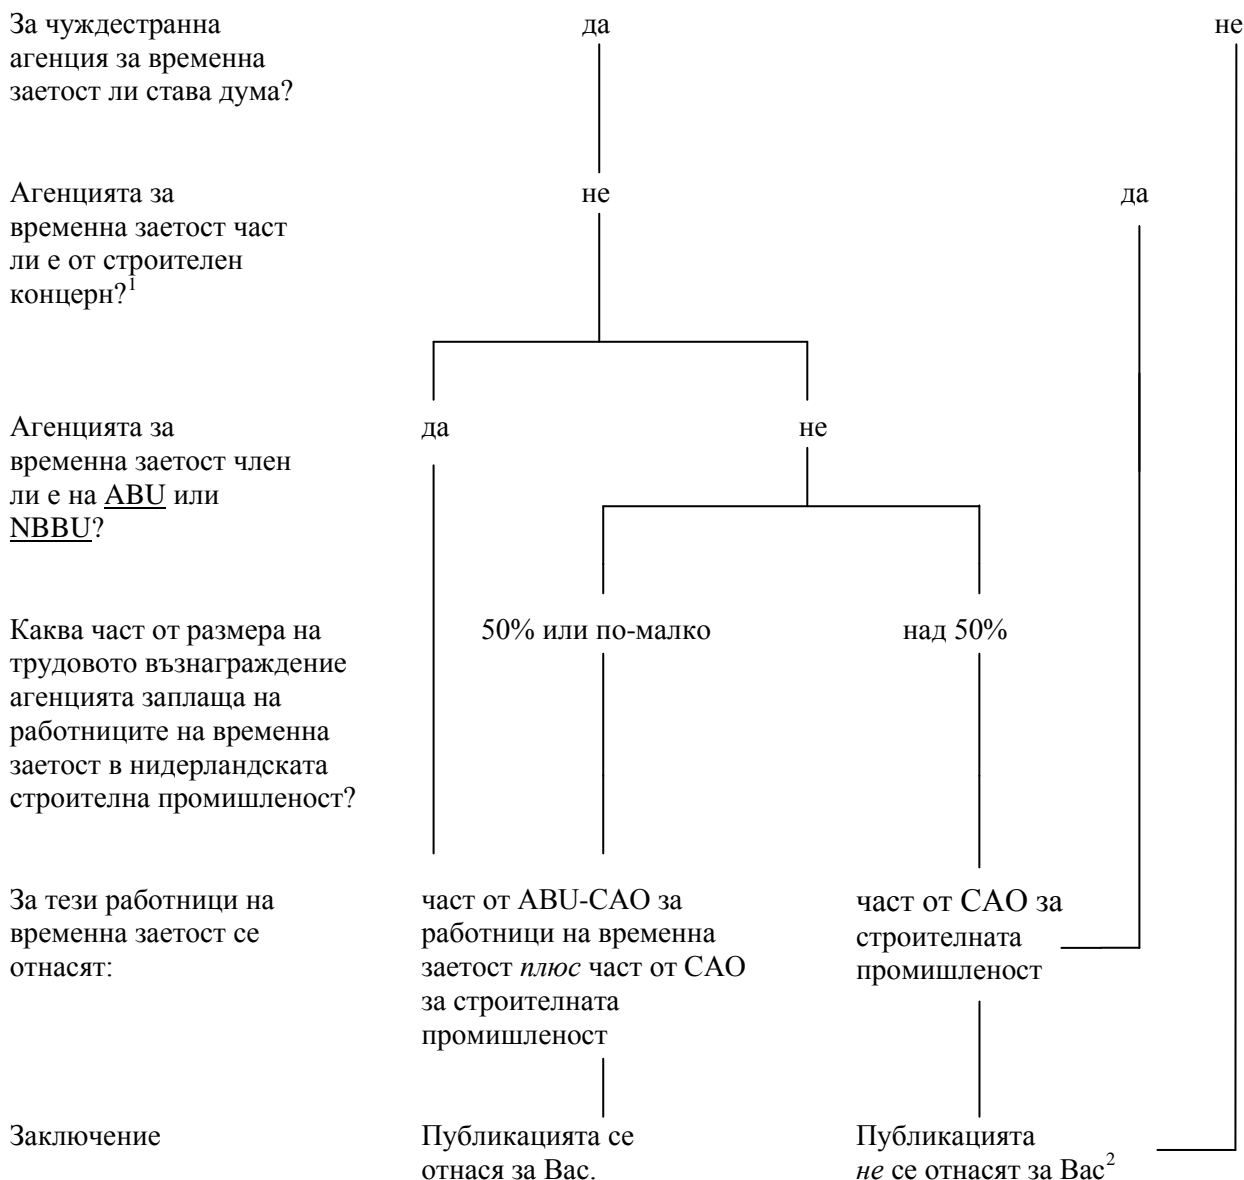 За чуждестранна
агенция за временна
заетост ли става дума?
да
не
Агенцията за
временна заетост част
ли е от строителен
концерн?1
не
да
Агенцията за
временна заетост член
ли е на ABU или
NBBU?
да
не
Каква част от размера на
трудовото възнаграждение
агенцията заплаща на
работниците на временна
заетост в нидерландската
строителна промишленост?
50% или по-малко
над 50%
За тези работници на
временна заетост се
отнасят:
част от ABU-CAO за
работници на временна
заетост плюс част от CAO
за строителната
промишленост
част от CAO за
строителната
промишленост
Заключение
Публикацията се
отнася за Вас.
Публикацията
не се отнасят за Вас2